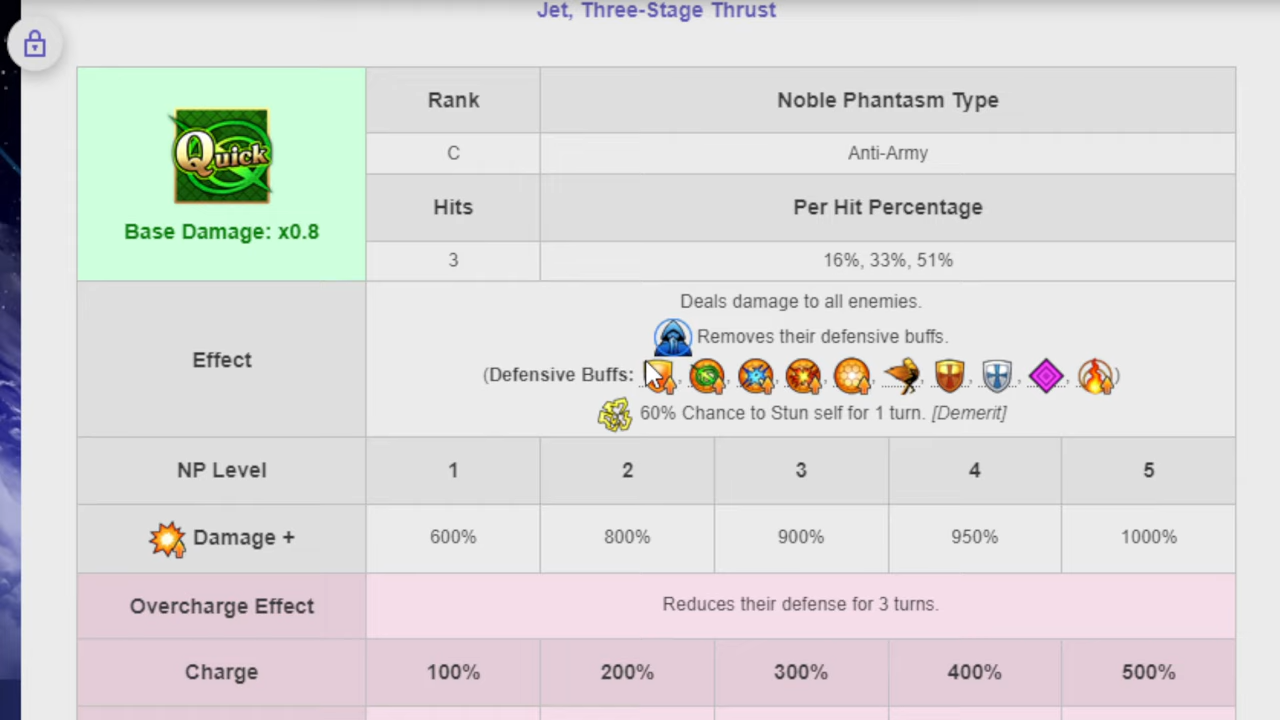 Jet, Three-Stage Thrust
Quick
Base Damage: x0.8
Rank
Noble Phantasm Type
C
Anti-Army
Hits
Per Hit Percentage
3
16%, 33%, 51%
Effect
Deals damage to all enemies.
Removes their defensive buffs.
(Defensive Buffs: , , , , , , , , , )
60% Chance to Stun self for 1 turn. [Demerit]
NP Level
1
2
3
4
5
Damage +
600%
800%
900%
950%
1000%
Overcharge Effect
Reduces their defense for 3 turns.
Charge
100%
200%
300%
400%
500%